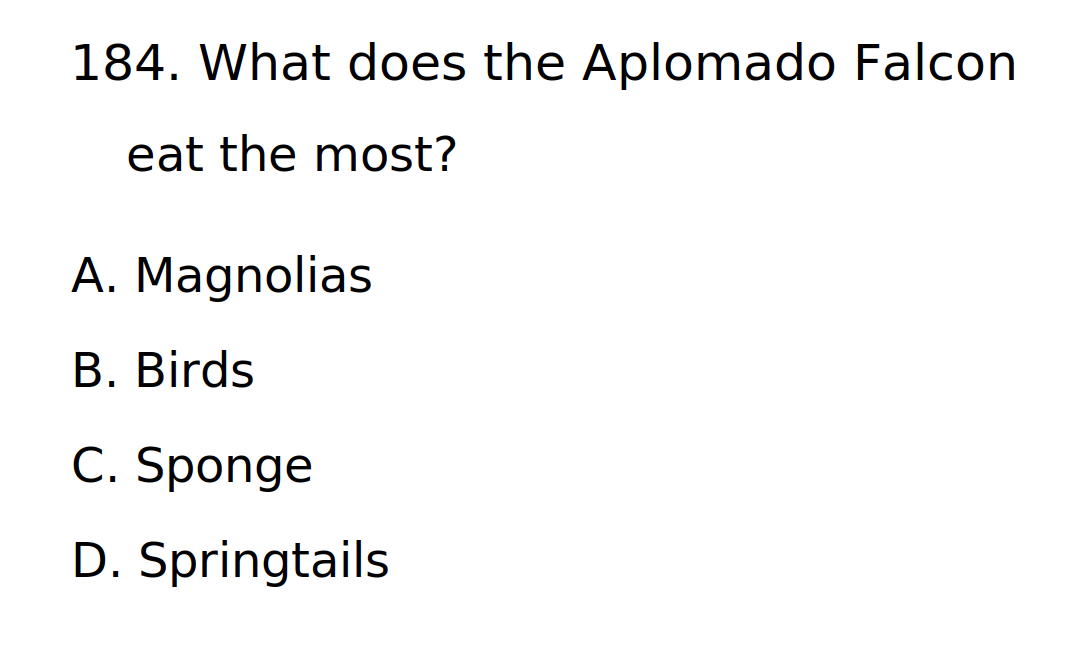 184. What does the Aplomado Falcon
eat the most?
A. Magnolias
B. Birds
C. Sponge
D. Springtails